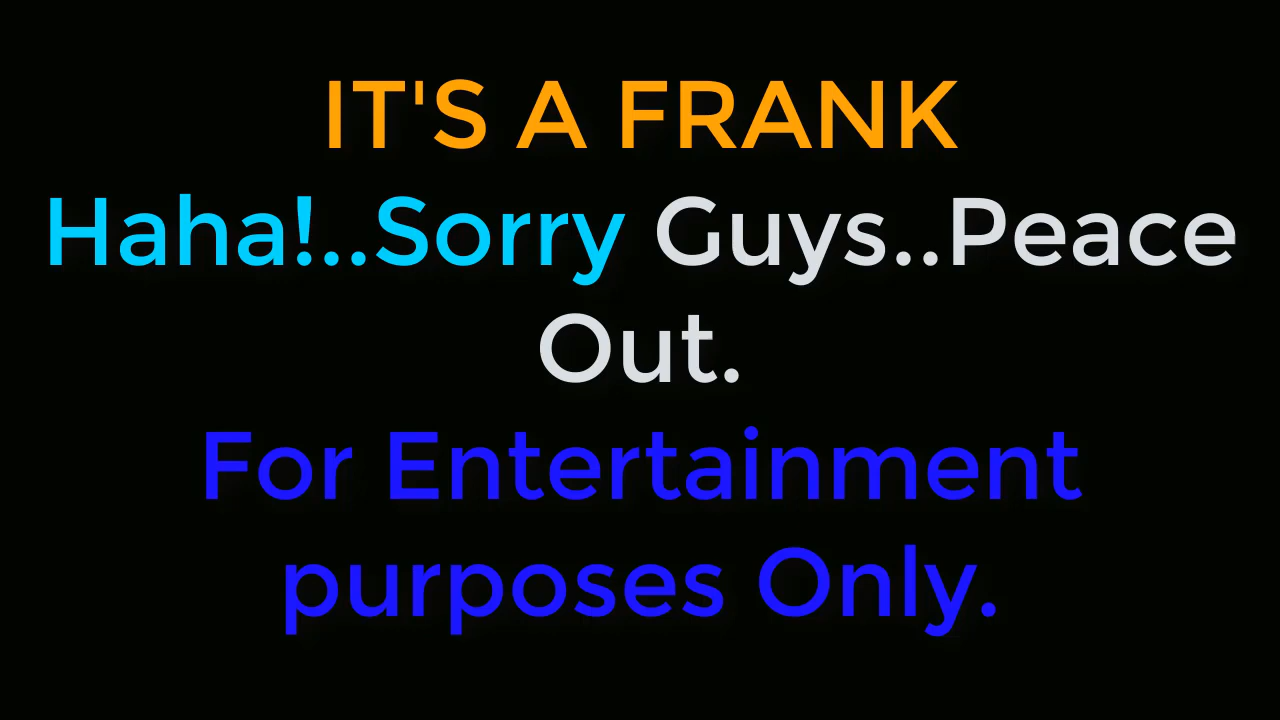 IT'S A FRANK
Haha!..Sorry Guys..Peace
Out.
For Entertainment
purposes Only.